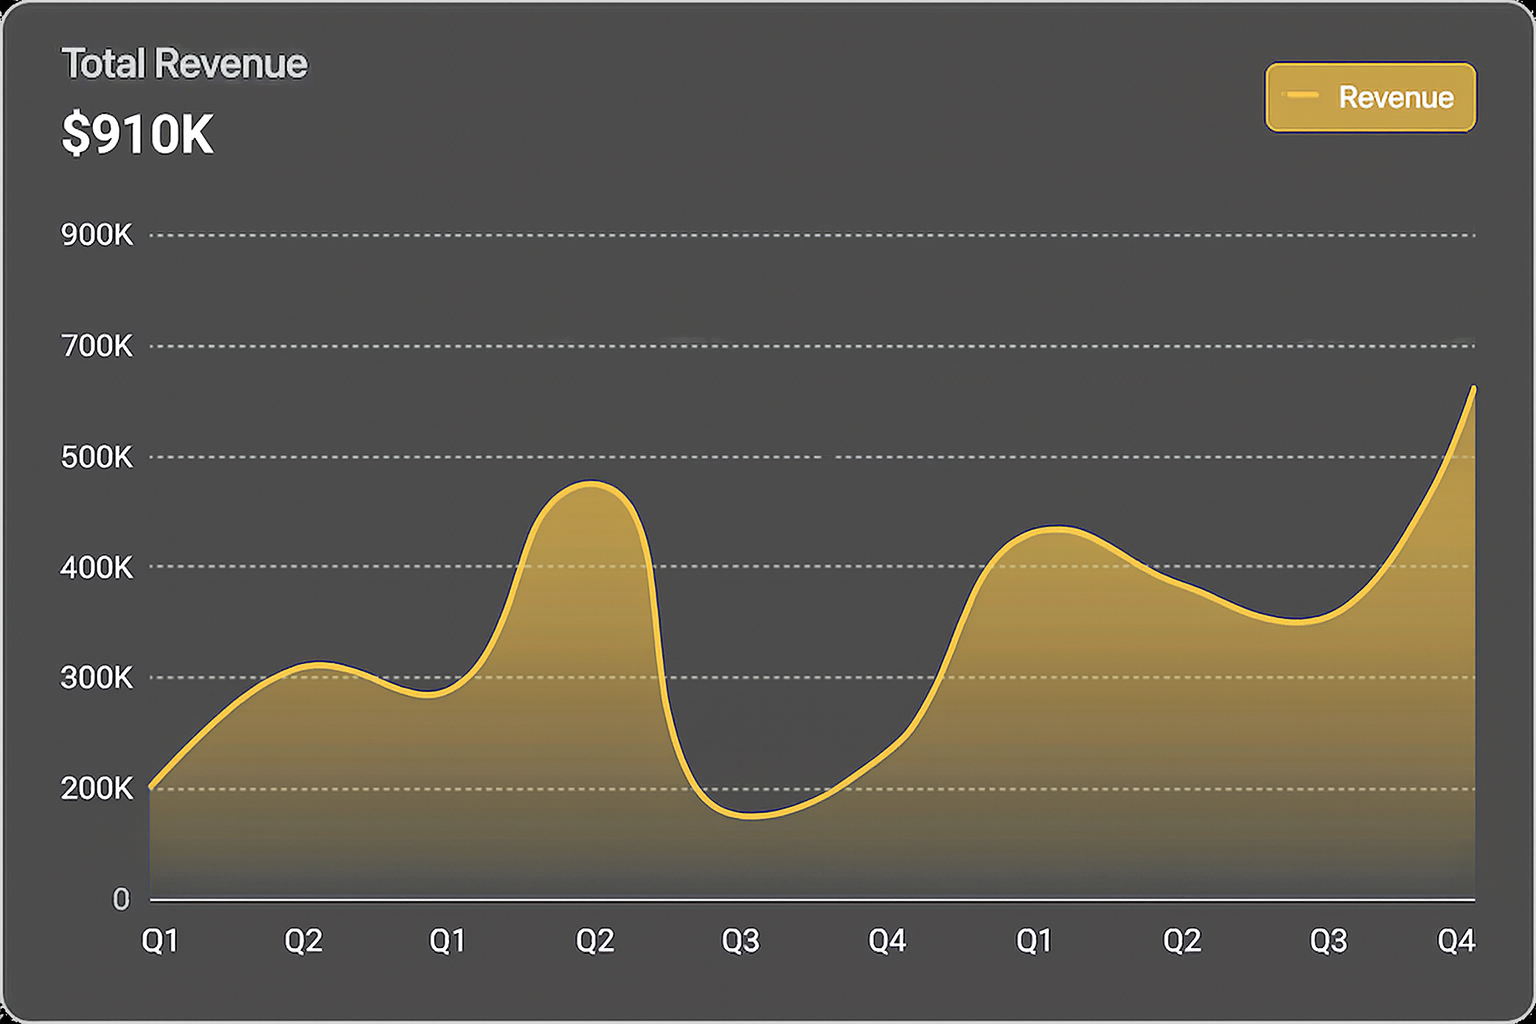 Total Revenue
$910K
Revenue
900K
700K
500K
400K
300K
200K
0
Q1 Q2 Q1 Q2 Q3 Q4 Q1 Q2 Q3 Q4